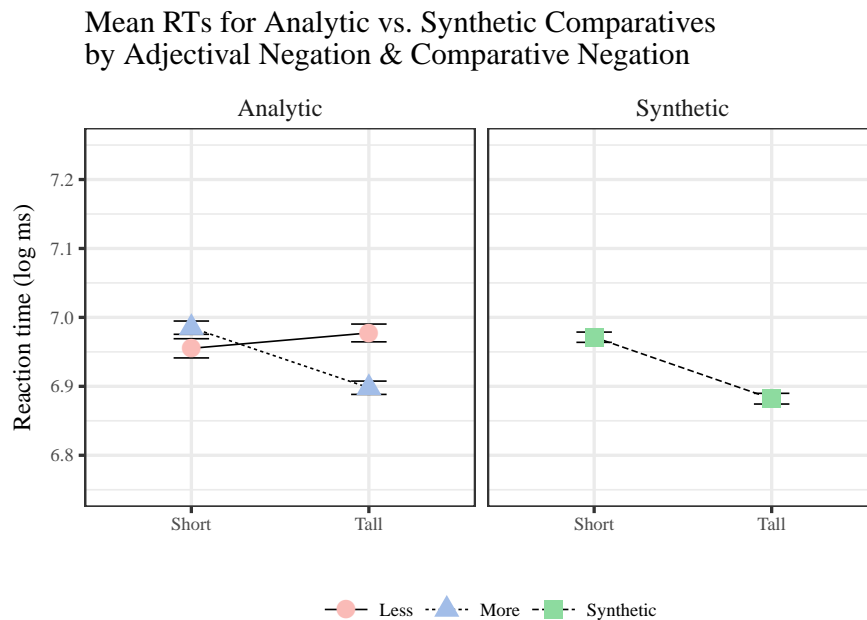 Mean RTs for Analytic vs. Synthetic Comparatives
by Adjectival Negation & Comparative Negation
Analytic
Synthetic
Reaction time (log ms)
7.2
7.1
7.0
6.9
6.8
Short
Tall
Short
Tall
Less
More
Synthetic